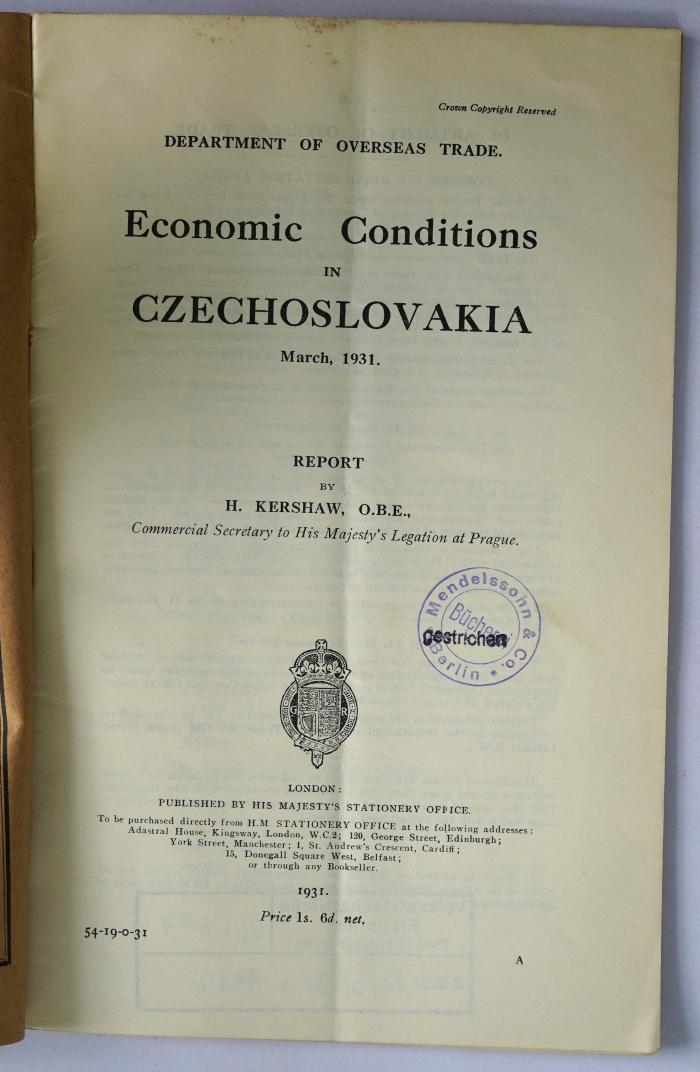 Crown Copyright Reserved
DEPARTMENT OF OVERSEAS TRADE.
Economic Conditions
IN
CZECHOSLOVAKIA
March, 1931.
REPORT
BY
H. KERSHAW, O.B.E.,
Commercial Secretary to His Majesty's Legation at Prague.
Mendelssohn & Co.
Bücherei
Gestrichen
* Berlin *
G R
LONDON:
PUBLISHED BY HIS MAJESTY'S STATIONERY OFFICE.
To be purchased directly from H.M STATIONERY OFFICE at the following addresses:
Adastral House, Kingsway, London, W.C.2; 120, George Street, Edinburgh;
York Street, Manchester; 1, St. Andrew's Crescent, Cardiff;
15, Donegall Square West, Belfast;
or through any Bookseller.
1931.
Price 1s. 6d. net.
54-19-0-31
A